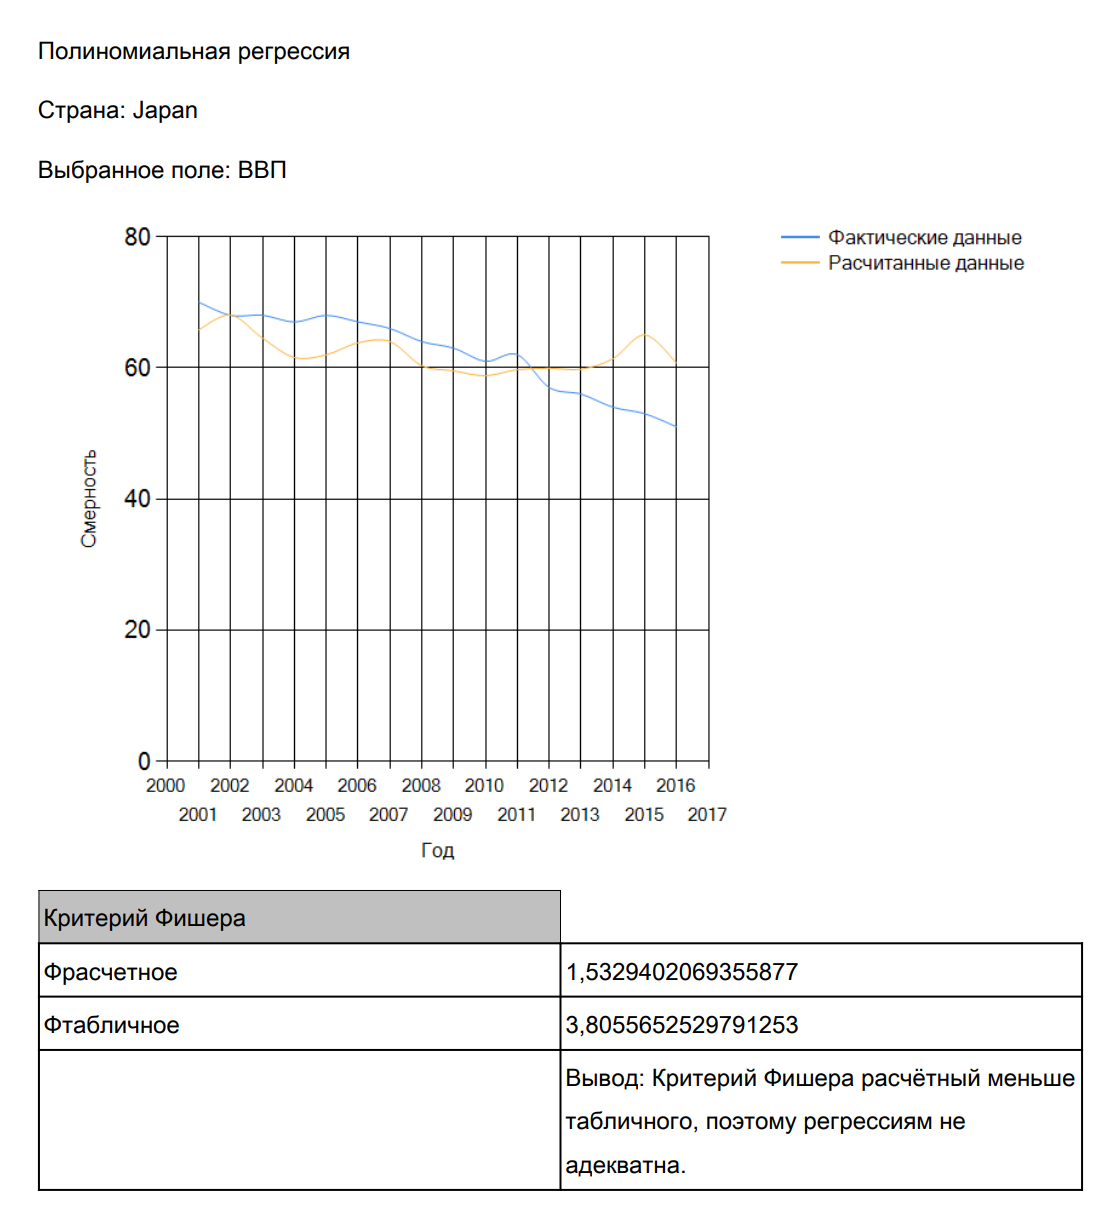 Полиномиальная регрессия
Страна: Japan
Выбранное поле: ВВП
Фактические данные
Расчитанные данные
80
60
40
20
0
Смерность
2000 2002 2004 2006 2008 2010 2012 2014 2016
2001 2003 2005 2007 2009 2011 2013 2015 2017
Год
Критерий Фишера
Фрасчетное 1,5329402069355877
Фтабличное 3,8055652529791253
Вывод: Критерий Фишера расчётный меньше
табличного, поэтому регрессиям не
адекватна.